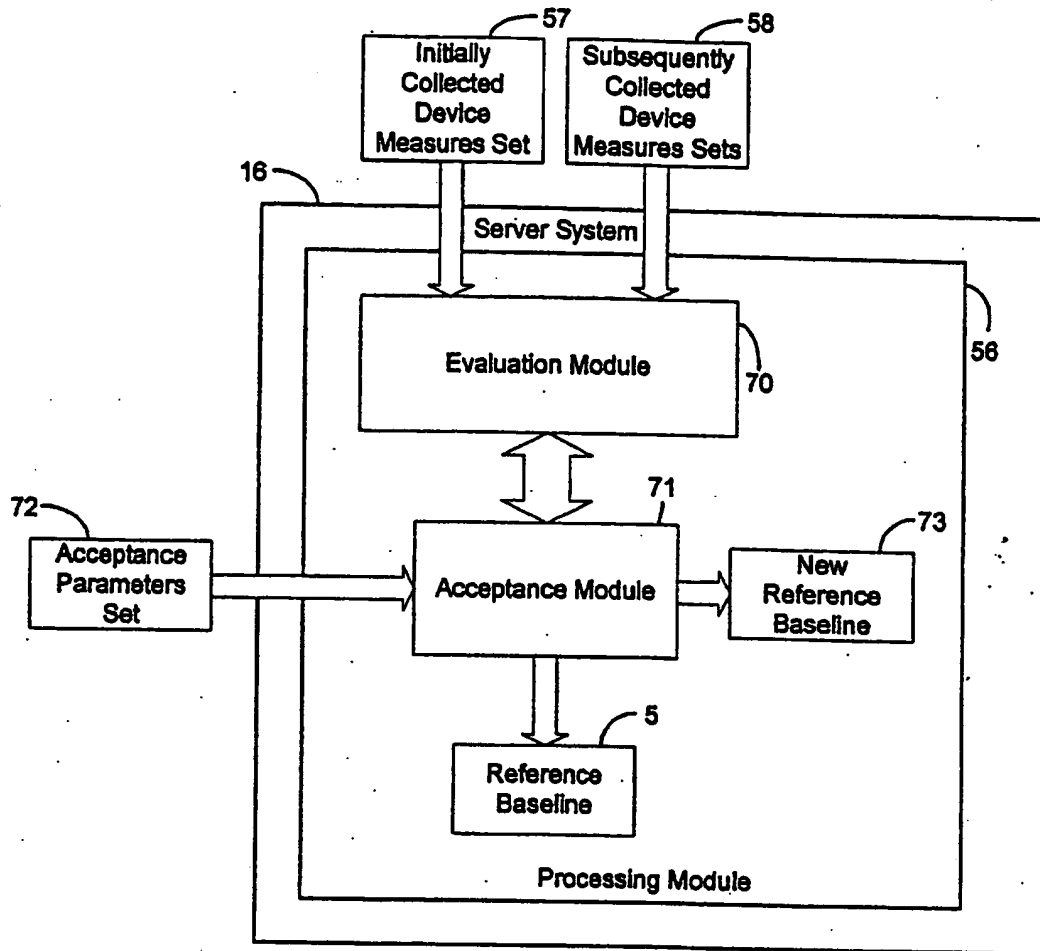 57
58
Initially
Collected
Device
Measures Set
Subsequently
Collected
Device
Measures Sets
16
Server System
56
Evaluation Module
70
72
71
73
Acceptance
Parameters
Set
Acceptance Module
New
Reference
Baseline
5
Reference
Baseline
Processing Module